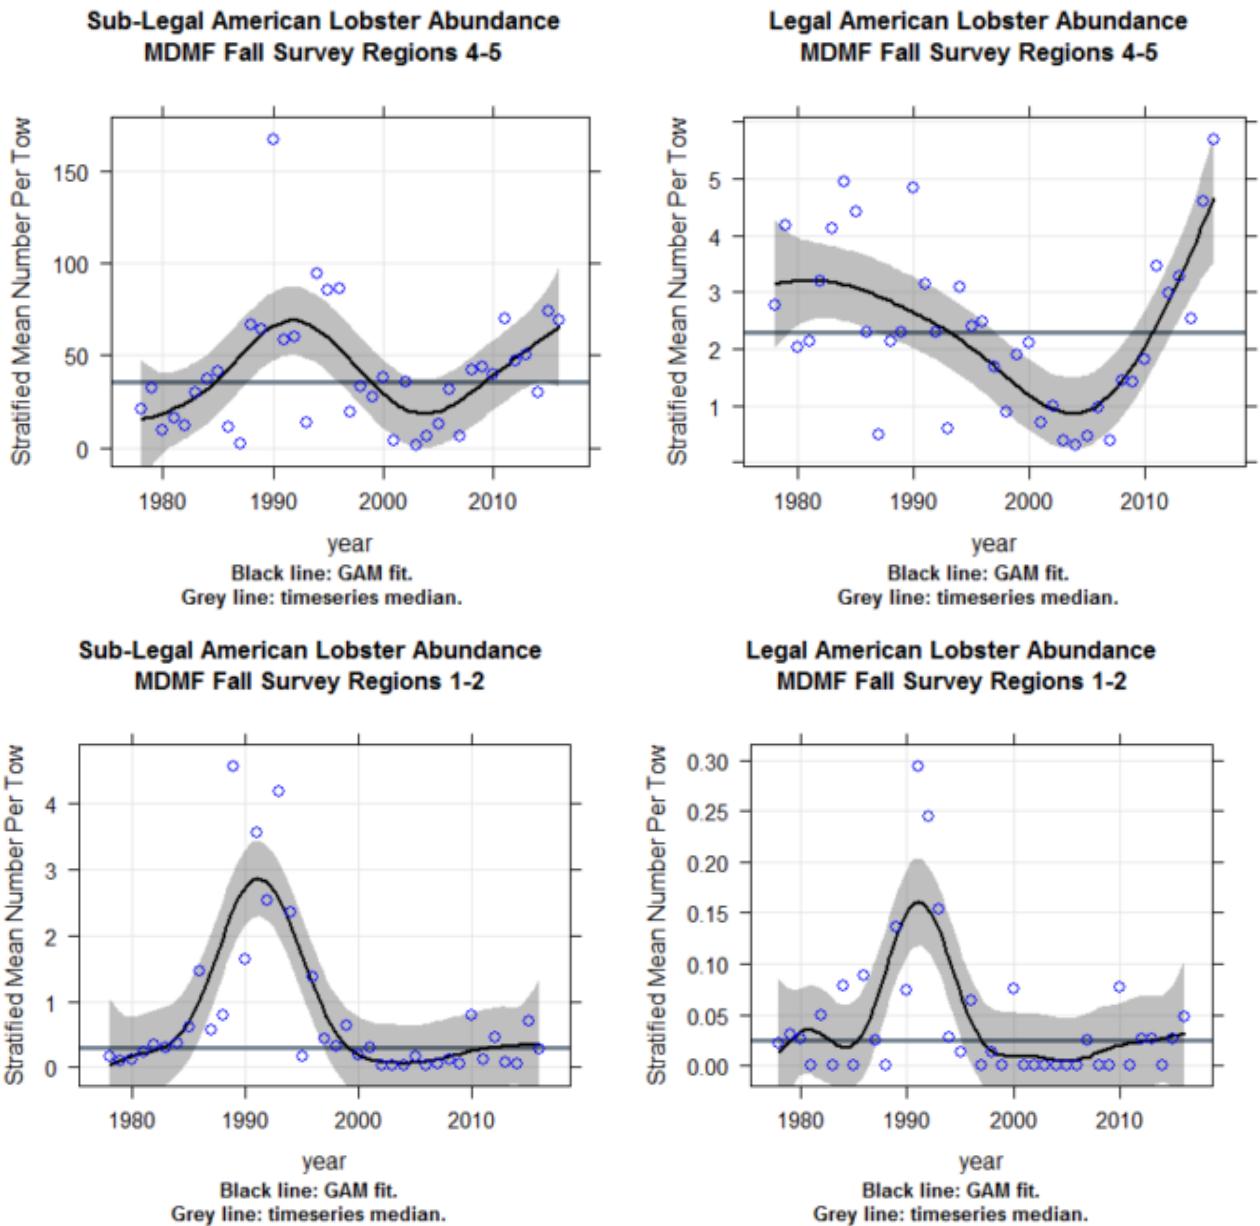 Sub-Legal American Lobster Abundance
MDMF Fall Survey Regions 4-5
Stratified Mean Number Per Tow
150
100
50
0
1980 1990 2000 2010
year
Black line: GAM fit.
Grey line: timeseries median.
Legal American Lobster Abundance
MDMF Fall Survey Regions 4-5
Stratified Mean Number Per Tow
5
4
3
2
1
1980 1990 2000 2010
year
Black line: GAM fit.
Grey line: timeseries median.
Sub-Legal American Lobster Abundance
MDMF Fall Survey Regions 1-2
Stratified Mean Number Per Tow
4
3
2
1
0
1980 1990 2000 2010
year
Black line: GAM fit.
Grey line: timeseries median.
Legal American Lobster Abundance
MDMF Fall Survey Regions 1-2
Stratified Mean Number Per Tow
0.30
0.25
0.20
0.15
0.10
0.05
0.00
1980 1990 2000 2010
year
Black line: GAM fit.
Grey line: timeseries median.